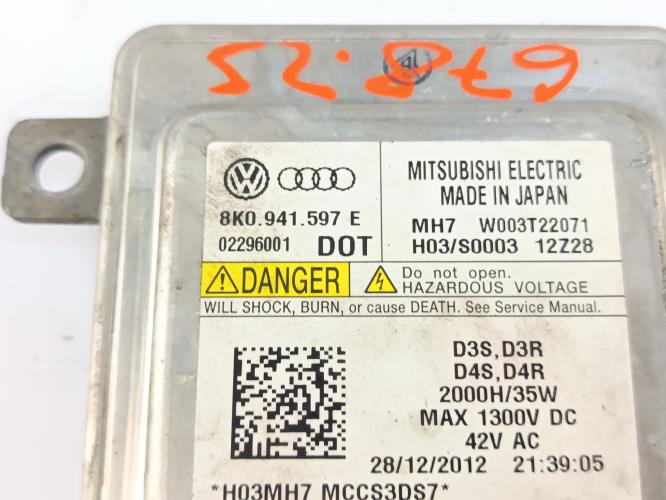 678.25
MITSUBISHI ELECTRIC
MADE IN JAPAN
8K0.941.597 E
MH7 W003T22071
02296001 DOT
H03/S0003 12Z28
DANGER
Do not open.
HAZARDOUS VOLTAGE
WILL SHOCK, BURN, or cause DEATH. See Service Manual.
D3S,D3R
D4S,D4R
2000H/35W
MAX 1300V DC
42V AC
28/12/2012 21:39:05
*H03MH7 MCCS3DS7*